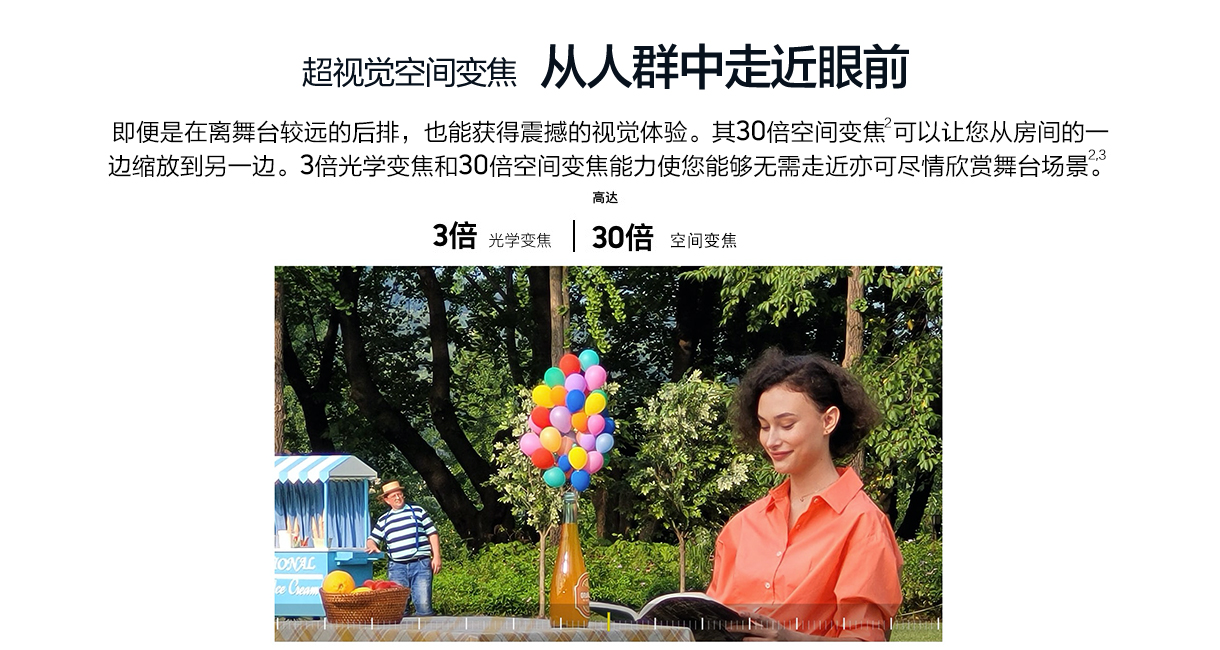 超视觉空间变焦 从人群中走近眼前
即便是在离舞台较远的后排，也能获得震撼的视觉体验。其30倍空间变焦2可以让您从房间的一
边缩放到另一边。3倍光学变焦和30倍空间变焦能力使您能够无需走近亦可尽情欣赏舞台场景2,3。
高达
3倍 光学变焦 | 30倍 空间变焦
IONAL
ce Cream